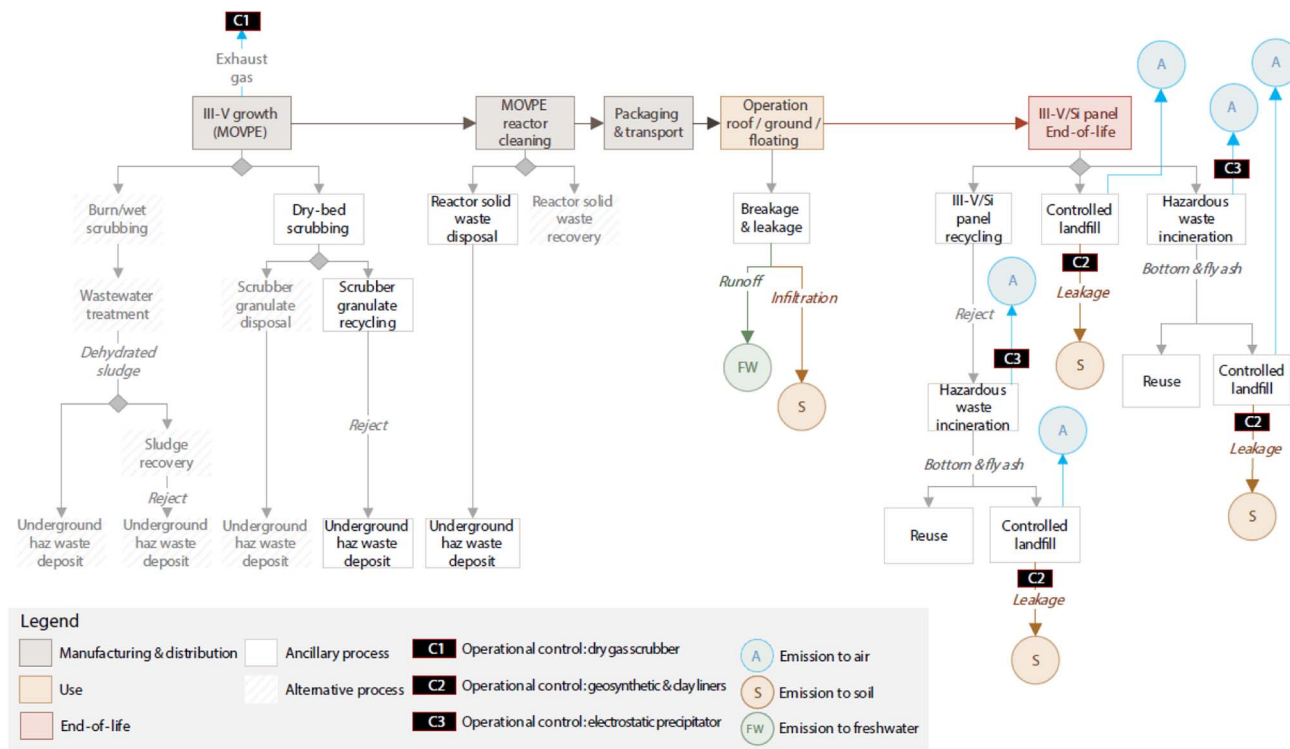 C1
Exhaust
gas
III-V growth
(MOVPE)
MOVPE
reactor
cleaning
Packaging
& transport
Operation
roof / ground /
floating
III-V/Si panel
End-of-life
A
A
A
C3
Burn/wet
scrubbing
Dry-bed
scrubbing
Reactor solid
waste
disposal
Reactor solid
waste
recovery
Breakage
& leakage
III-V/Si
panel
recycling
Controlled
landfill
Hazardous
waste
incineration
C2
Leakage
S
Bottom & fly ash
Wastewater
treatment
Scrubber
granulate
disposal
Scrubber
granulate
recycling
Runoff
Infiltration
FW
S
Reject
A
C3
Reuse
Controlled
landfill
C2
Leakage
S
Dehydrated
sludge
Sludge
recovery
Reject
Reject
Hazardous
waste
incineration
Bottom & fly ash
A
Reuse
Controlled
landfill
C2
Leakage
S
Underground
haz waste
deposit
Underground
haz waste
deposit
Underground
haz waste
deposit
Underground
haz waste
deposit
Underground
haz waste
deposit
Legend
Manufacturing & distribution
Use
End-of-life
Ancillary process
Alternative process
C1 Operational control: dry gas scrubber
C2 Operational control: geosynthetic & clay liners
C3 Operational control: electrostatic precipitator
A Emission to air
S Emission to soil
FW Emission to freshwater